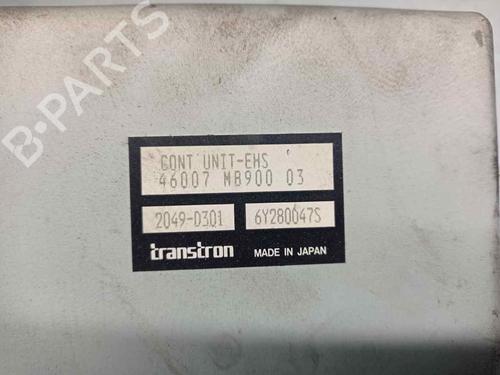 B-PARTS
CONT UNIT-EHS
46007 MB900 03
2049-D301
6Y280047S
transtron
MADE IN JAPAN